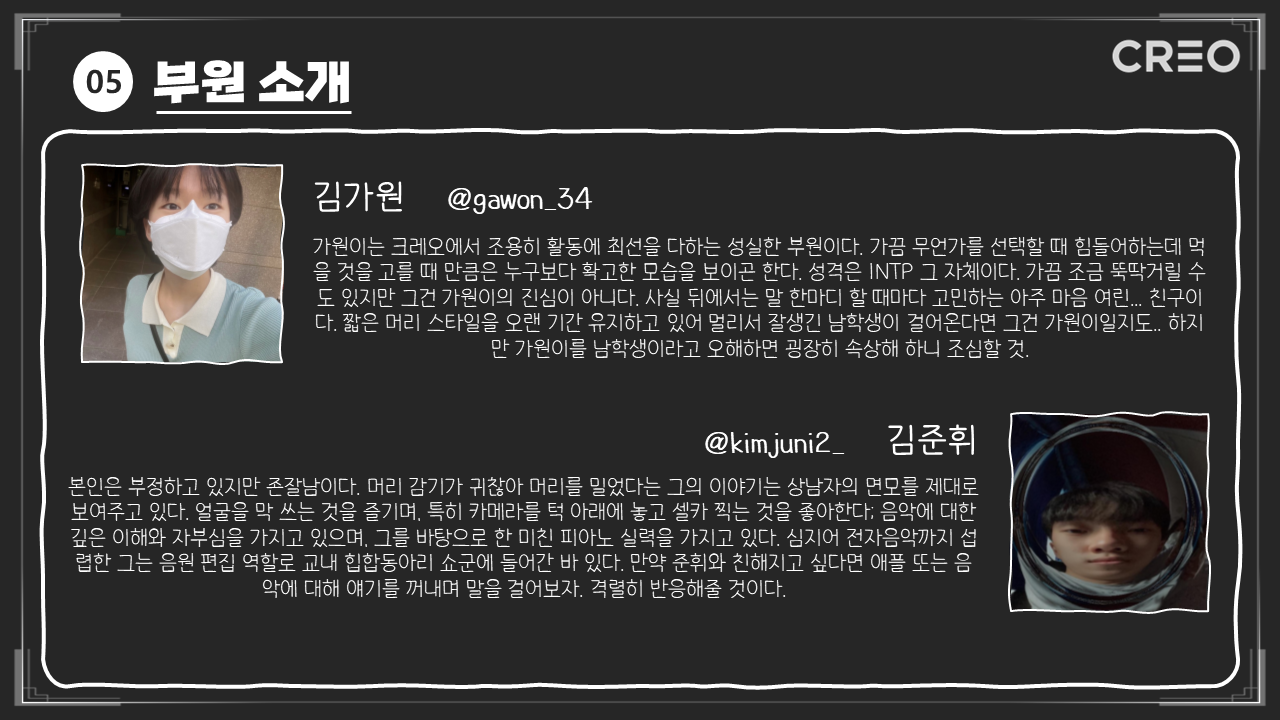 CREO
05 부원 소개
김가원 @gawon_34
가원이는 크레오에서 조용히 활동에 최선을 다하는 성실한 부원이다. 가끔 무언가를 선택할 때 힘들어하는데 먹
을 것을 고를 때 만큼은 누구보다 확고한 모습을 보이곤 한다. 성격은 INTP 그 자체이다. 가끔 조금 뚝딱거릴 수
도 있지만 그건 가원이의 진심이 아니다. 사실 뒤에서는 말 한마디 할 때마다 고민하는 아주 마음 여린... 친구이
다. 짧은 머리 스타일을 오랜 기간 유지하고 있어 멀리서 잘생긴 남학생이 걸어온다면 그건 가원이일지도.. 하지
만 가원이를 남학생이라고 오해하면 굉장히 속상해 하니 조심할 것.
@kimjuni2_ 김준휘
본인은 부정하고 있지만 존잘남이다. 머리 감기가 귀찮아 머리를 밀었다는 그의 이야기는 상남자의 면모를 제대로
보여주고 있다. 얼굴을 막 쓰는 것을 즐기며, 특히 카메라를 턱 아래에 놓고 셀카 찍는 것을 좋아한다; 음악에 대한
깊은 이해와 자부심을 가지고 있으며, 그를 바탕으로 한 미친 피아노 실력을 가지고 있다. 심지어 전자음악까지 섭
렵한 그는 음원 편집 역할로 교내 힙합동아리 쇼군에 들어간 바 있다. 만약 준휘와 친해지고 싶다면 애플 또는 음
악에 대해 얘기를 꺼내며 말을 걸어보자. 격렬히 반응해줄 것이다.